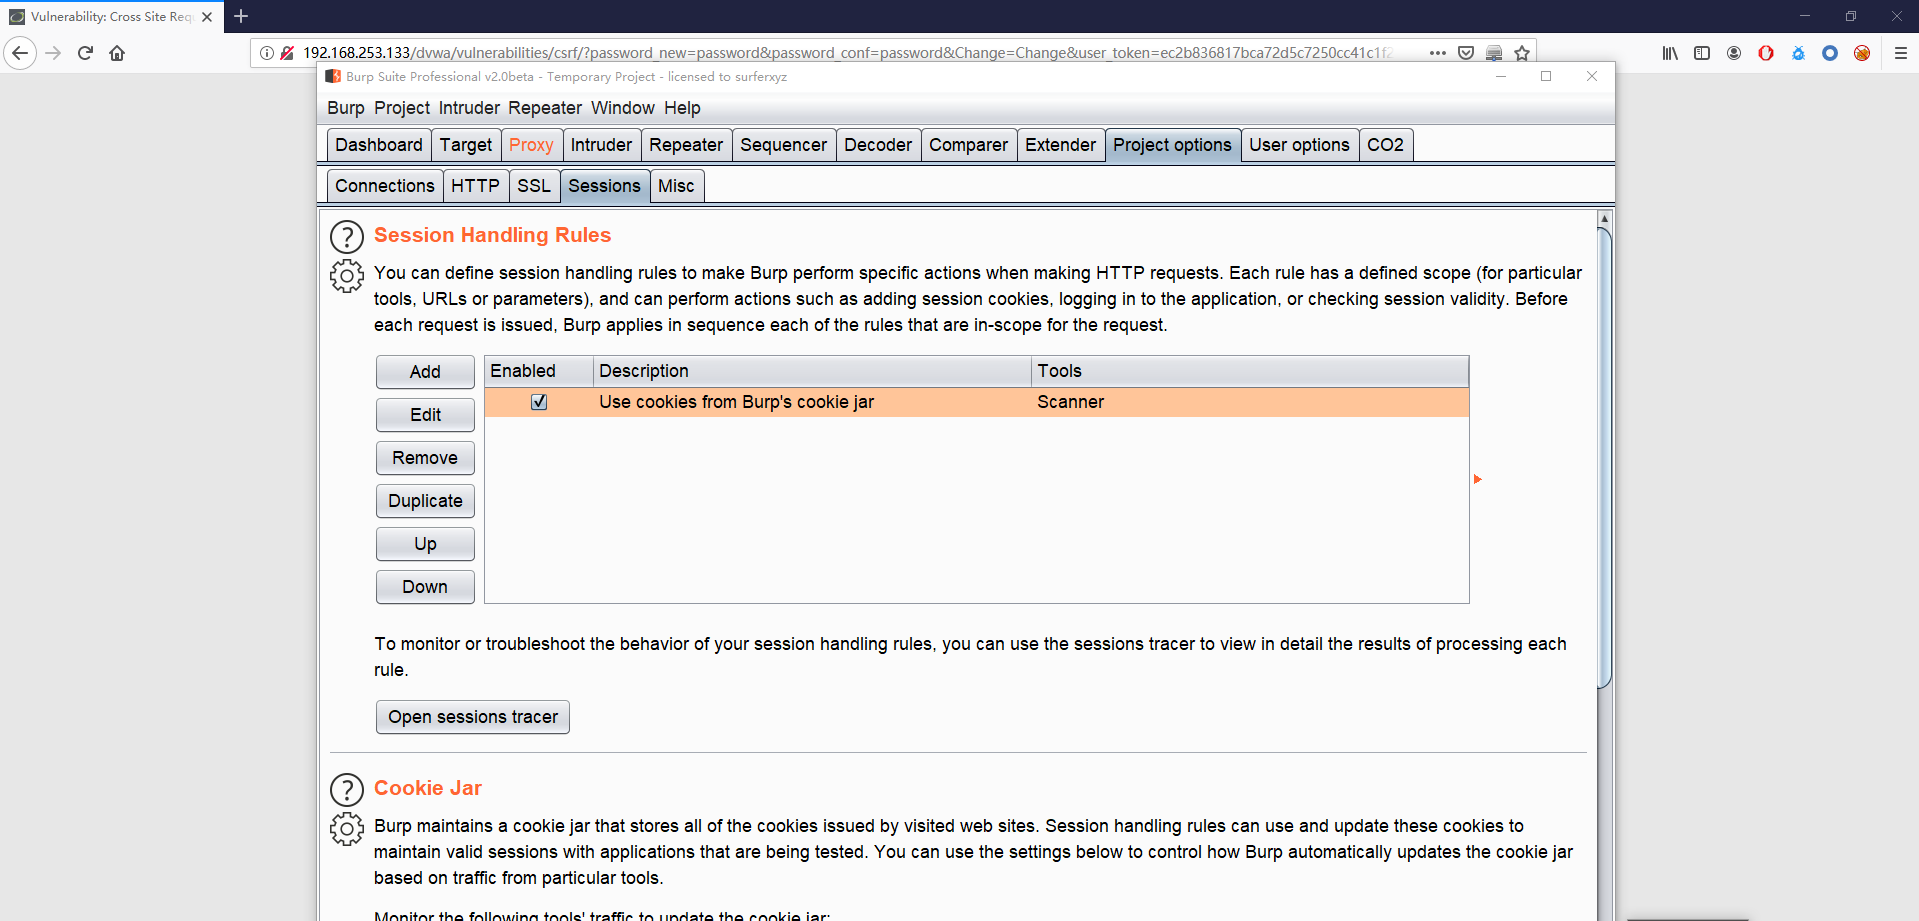 Vulnerability: Cross Site Req
192.168.253.133/dvwa/vulnerabilities/csrf/?password_new=password&password_conf=password&Change=Change&user_token=ec2b836817bca72d5c7250cc41c1f2
Burp Suite Professional v2.0beta - Temporary Project - licensed to surferxyz
Burp Project Intruder Repeater Window Help
Dashboard Target Proxy Intruder Repeater Sequencer Decoder Comparer Extender Project options User options CO2
Connections HTTP SSL Sessions Misc
Session Handling Rules
You can define session handling rules to make Burp perform specific actions when making HTTP requests. Each rule has a defined scope (for particular
tools, URLs or parameters), and can perform actions such as adding session cookies, logging in to the application, or checking session validity. Before
each request is issued, Burp applies in sequence each of the rules that are in-scope for the request.
Add
Edit
Remove
Duplicate
Up
Down
Enabled Description Tools
Use cookies from Burp's cookie jar Scanner
To monitor or troubleshoot the behavior of your session handling rules, you can use the sessions tracer to view in detail the results of processing each
rule.
Open sessions tracer
Cookie Jar
Burp maintains a cookie jar that stores all of the cookies issued by visited web sites. Session handling rules can use and update these cookies to
maintain valid sessions with applications that are being tested. You can use the settings below to control how Burp automatically updates the cookie jar
based on traffic from particular tools.
Monitor the following tools' traffic to update the cookie jar: